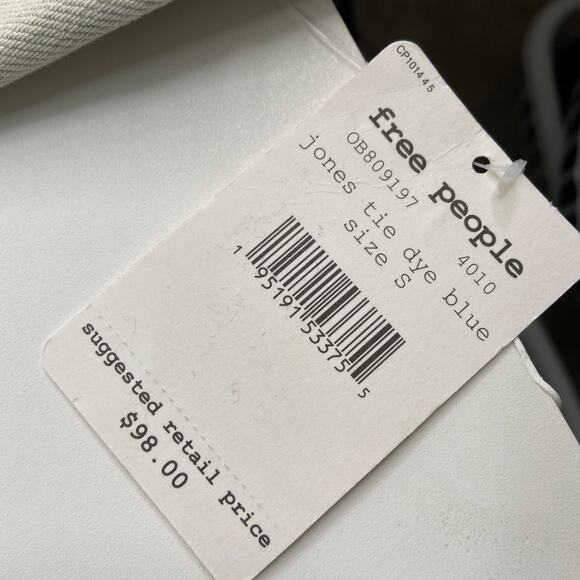 CP101445
free people
OB809197 4010
jones tie dye blue
size S
1 95191 53375 5
suggested retail price
$98.00